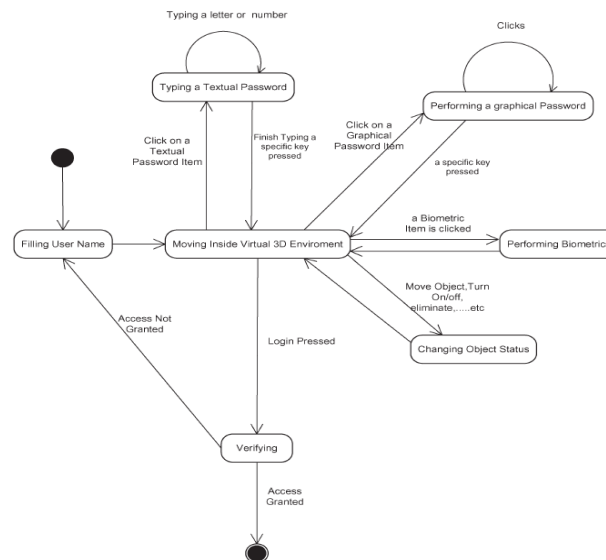 Typing a letter or number
Clicks
Typing a Textual Password
Performing a graphical Password
Click on a
Textual
Password Item
Finish Typing a
specific key
pressed
Click on a
Graphical
Password Item
a specific key
pressed
Filling User Name
Moving Inside Virtual 3D Enviroment
a Biometric
Item is clicked
Performing Biometric
Move Object,Turn
On/off,
eliminate,.....etc
Changing Object Status
Access Not
Granted
Login Pressed
Verifying
Access
Granted